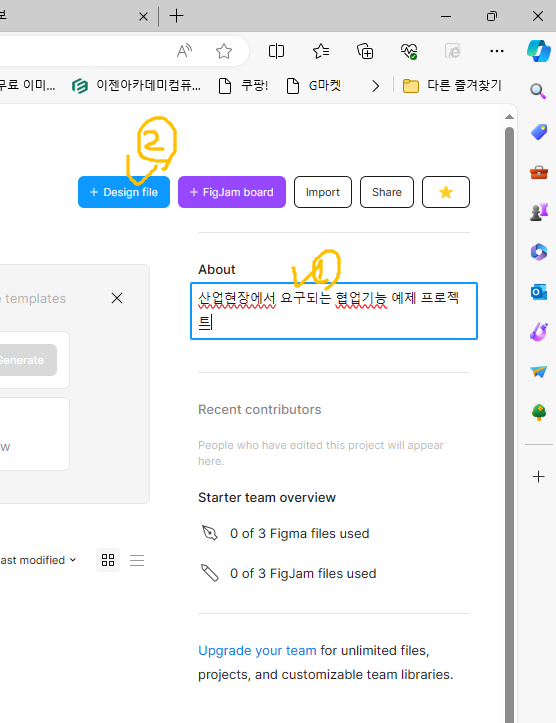 보
A
무료 이미...
이젠아카데미컴퓨...
쿠팡!
G마켓
다른 즐겨찾기
②
+ Design file
+ FigJam board
Import
Share
①
About
산업현장에서 요구되는 협업기능 예제 프로젝
트
e templates
Generate
w
Recent contributors
People who have edited this project will appear
here.
Starter team overview
0 of 3 Figma files used
0 of 3 FigJam files used
ast modified
Upgrade your team for unlimited files,
projects, and customizable team libraries.